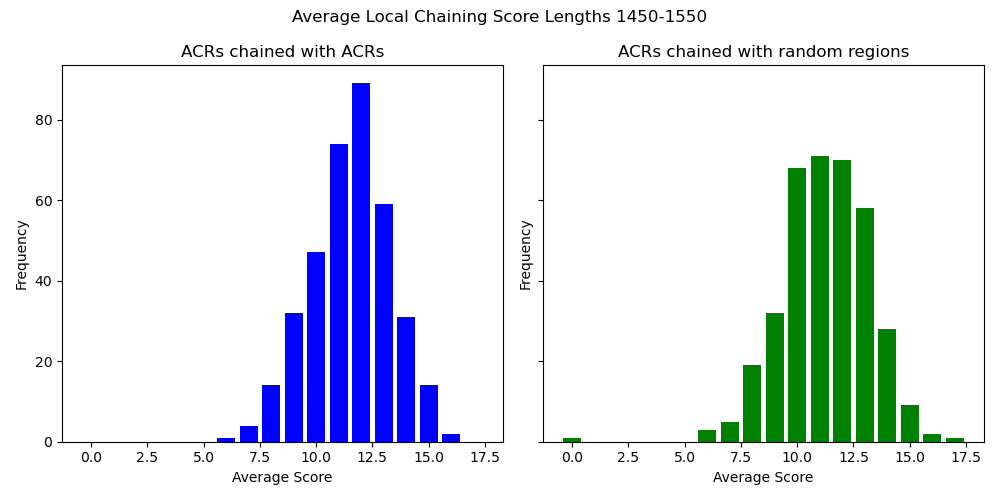 Average Local Chaining Score Lengths 1450-1550
ACRs chained with ACRs
Frequency
80
60
40
20
0
0.0 2.5 5.0 7.5 10.0 12.5 15.0 17.5
Average Score
ACRs chained with random regions
Frequency
0.0 2.5 5.0 7.5 10.0 12.5 15.0 17.5
Average Score